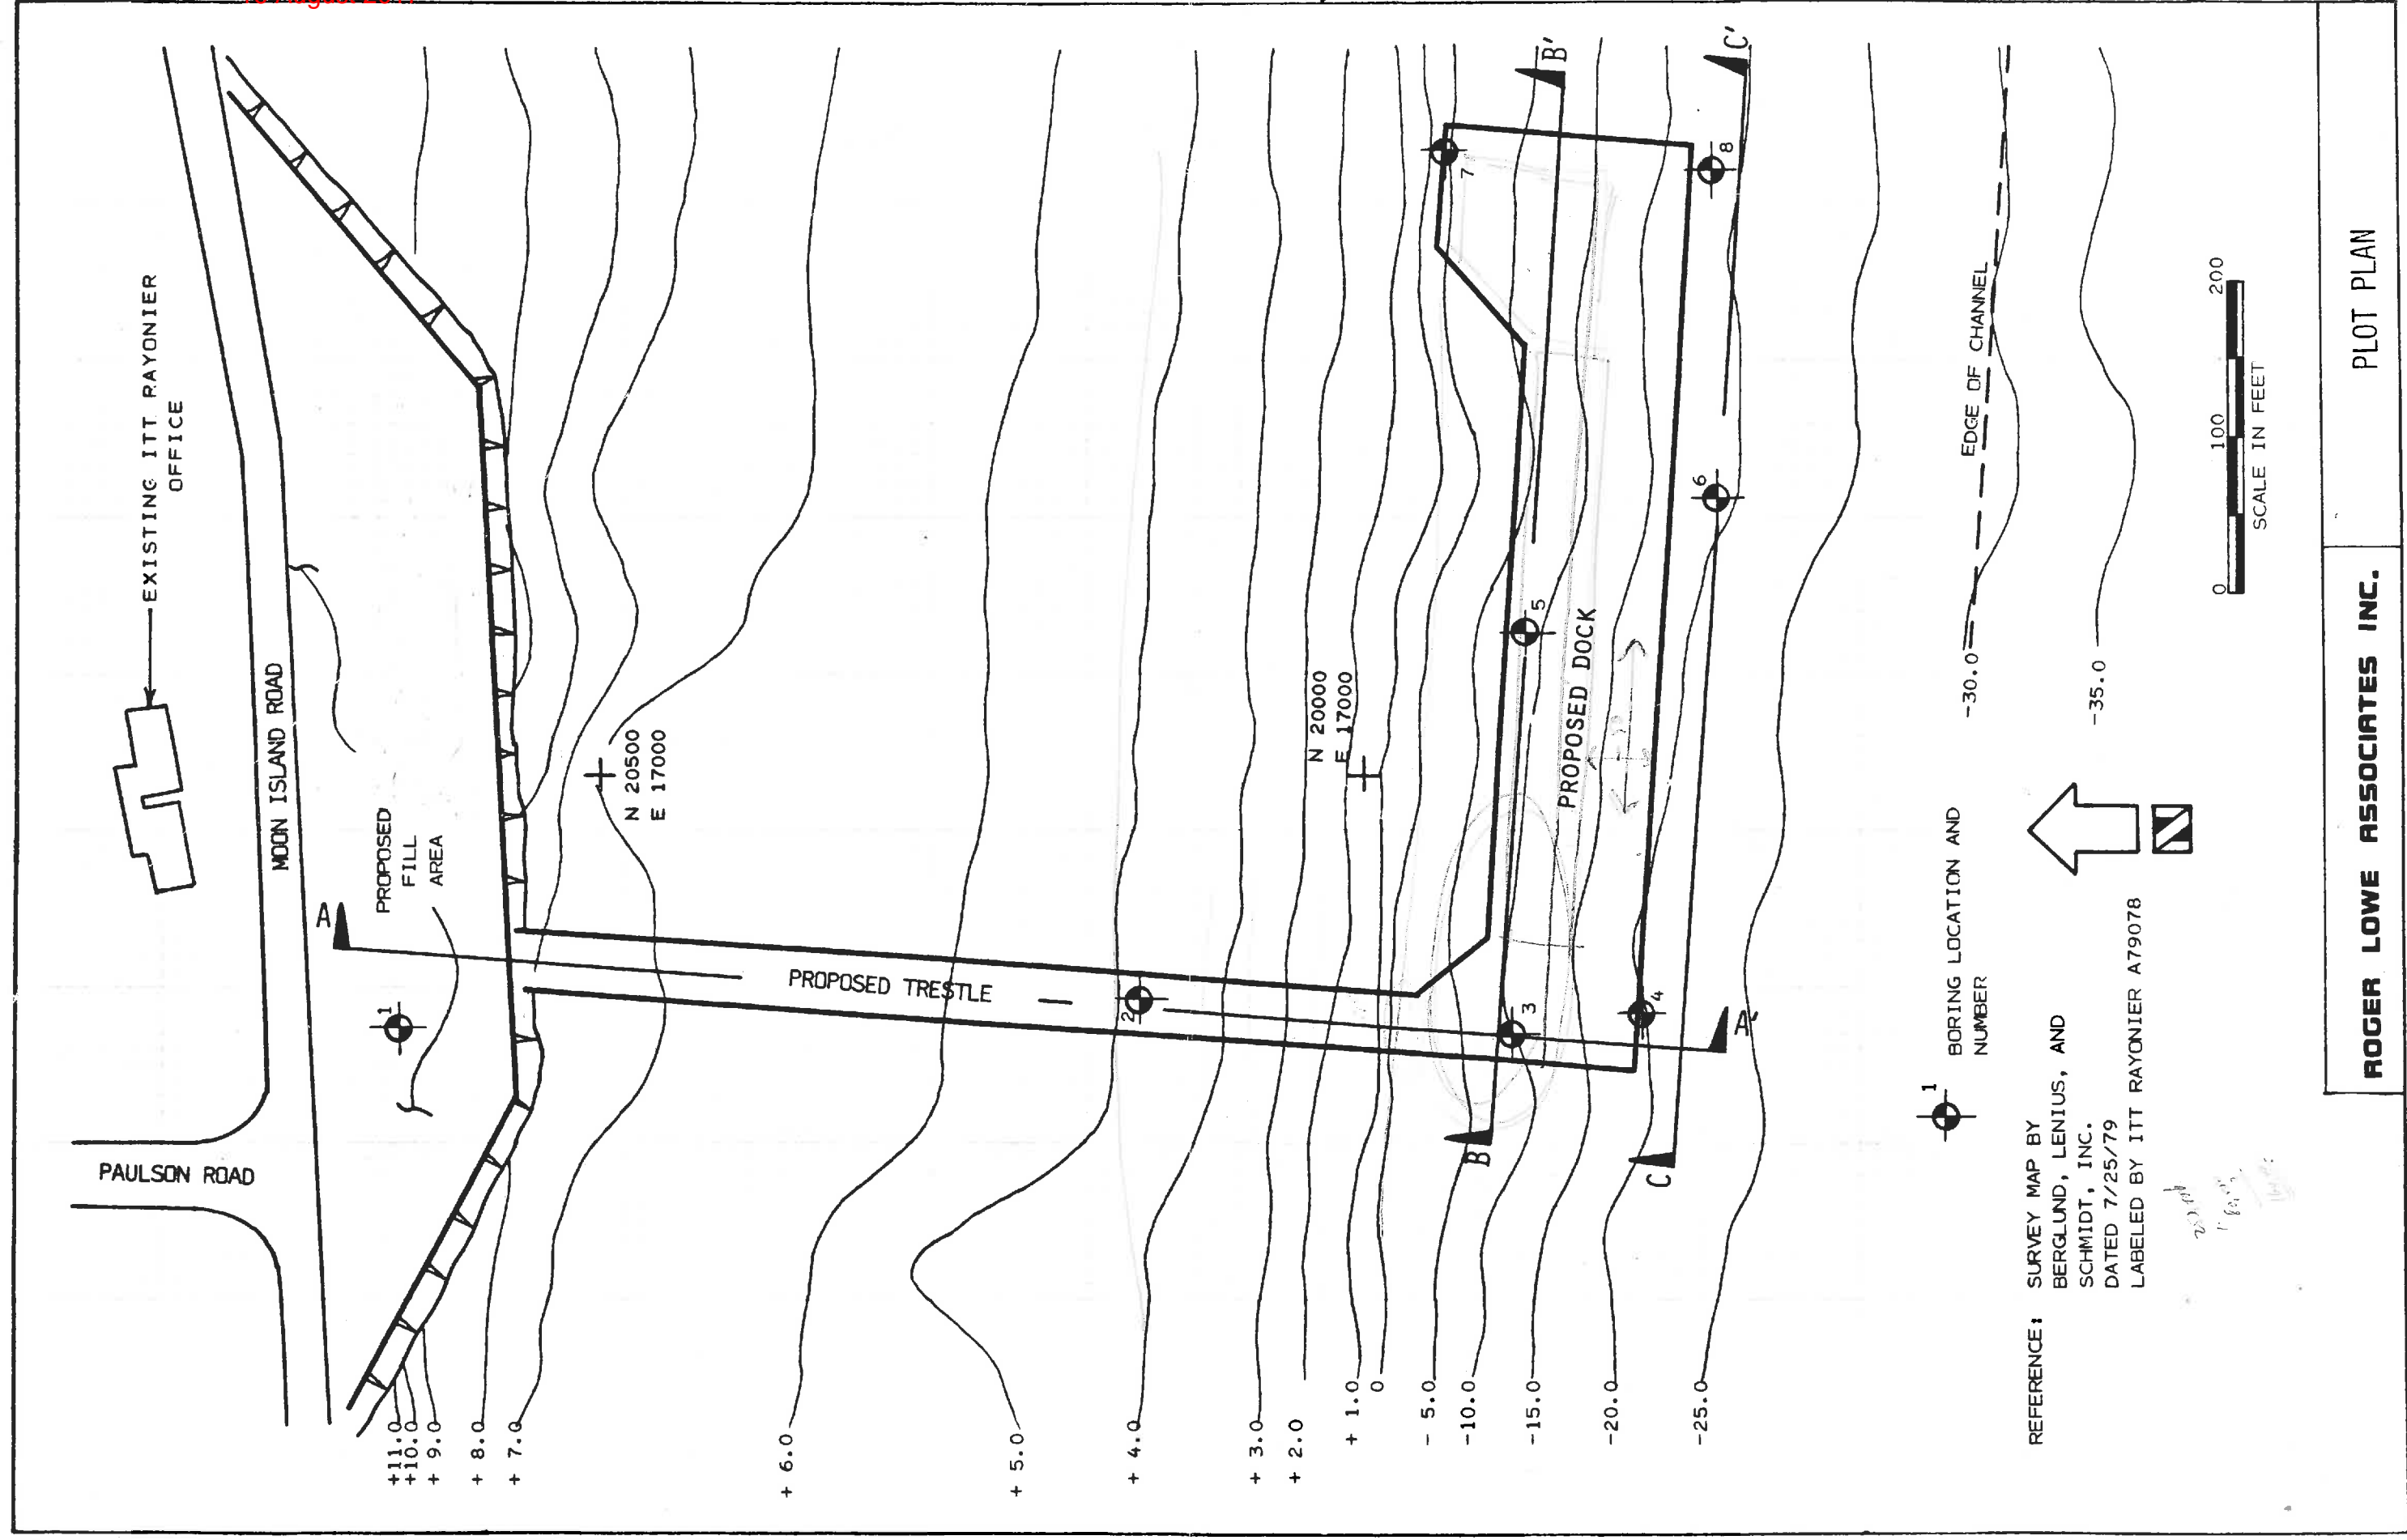 EXISTING ITT RAYONIER
OFFICE
MOON ISLAND ROAD
PAULSON ROAD
PROPOSED
FILL
AREA
A
1
N 20500
E 17000
PROPOSED TRESTLE
2
N 20000
E 17000
3
4
5
6
7
8
PROPOSED DOCK
A'
B
B'
C
C'
+11.0
+10.0
+ 9.0
+ 8.0
+ 7.0
+ 6.0
+ 5.0
+ 4.0
+ 3.0
+ 2.0
+ 1.0
0
- 5.0
-10.0
-15.0
-20.0
-25.0
-30.0
-35.0
EDGE OF CHANNEL
1
BORING LOCATION AND
NUMBER
N
0 100 200
SCALE IN FEET
REFERENCE: SURVEY MAP BY
BERGLUND, LENIUS, AND
SCHMIDT, INC.
DATED 7/25/79
LABELED BY ITT RAYONIER A79078
ROGER LOWE ASSOCIATES INC.
PLOT PLAN